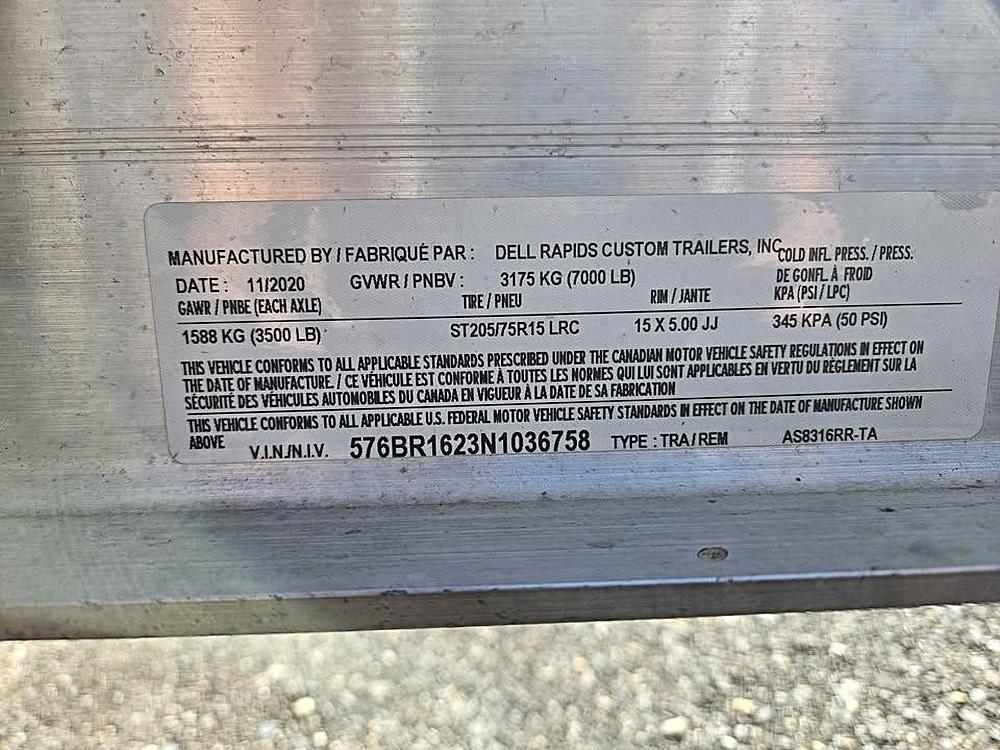 MANUFACTURED BY / FABRIQUÉ PAR : DELL RAPIDS CUSTOM TRAILERS, INC.
COLD INFL. PRESS. / PRESS.
DATE : 11/2020 GVWR / PNBV : 3175 KG (7000 LB) DE GONFL À FROID
GAWR / PNBE (EACH AXLE) TIRE / PNEU RIM / JANTE KPA (PSI / LPC)
1588 KG (3500 LB) ST205/75R15 LRC 15 X 5.00 JJ 345 KPA (50 PSI)
THIS VEHICLE CONFORMS TO ALL APPLICABLE STANDARDS PRESCRIBED UNDER THE CANADIAN MOTOR VEHICLE SAFETY REGULATIONS IN EFFECT ON
THE DATE OF MANUFACTURE. / CE VÉHICULE EST CONFORME À TOUTES LES NORMES QUI LUI SONT APPLICABLES EN VERTU DU RÈGLEMENT SUR LA
SÉCURITÉ DES VÉHICULES AUTOMOBILES DU CANADA EN VIGUEUR À LA DATE DE SA FABRICATION
THIS VEHICLE CONFORMS TO ALL APPLICABLE U.S. FEDERAL MOTOR VEHICLE SAFETY STANDARDS IN EFFECT ON THE DATE OF MANUFACTURE SHOWN
ABOVE
V.I.N./N.I.V. 576BR1623N1036758 TYPE : TRA / REM AS8316RR-TA